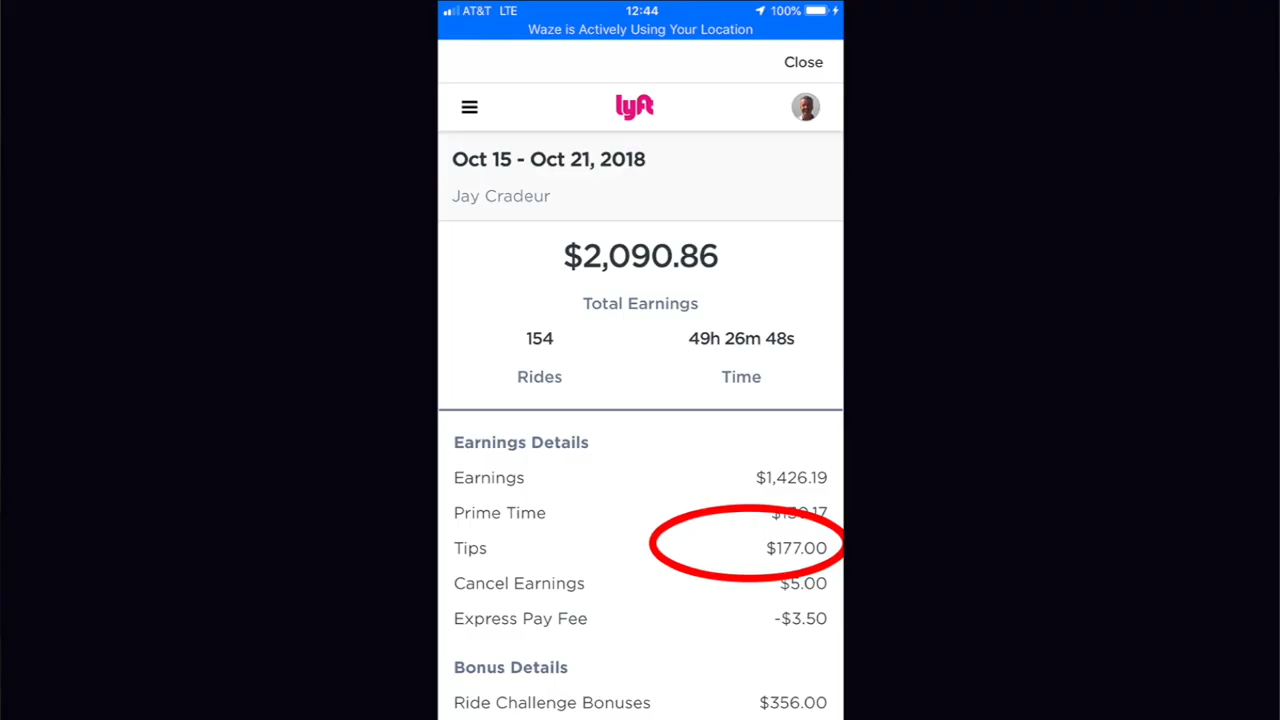 AT&T LTE 12:44 100%
Waze is Actively Using Your Location
Close
lyft
Oct 15 - Oct 21, 2018
Jay Cradeur
$2,090.86
Total Earnings
154 49h 26m 48s
Rides Time
Earnings Details
Earnings $1,426.19
Prime Time
Tips $177.00
Cancel Earnings $5.00
Express Pay Fee -$3.50
Bonus Details
Ride Challenge Bonuses $356.00